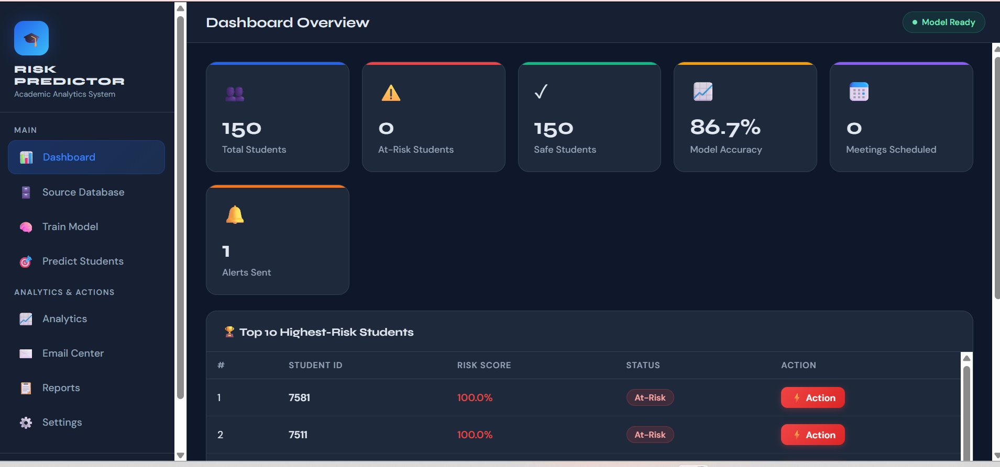 RISK
PREDICTOR
Academic Analytics System
MAIN
Dashboard
Source Database
Train Model
Predict Students
ANALYTICS & ACTIONS
Analytics
Email Center
Reports
Settings
Dashboard Overview
Model Ready
150
Total Students
0
At-Risk Students
150
Safe Students
86.7%
Model Accuracy
0
Meetings Scheduled
1
Alerts Sent
Top 10 Highest-Risk Students
# STUDENT ID RISK SCORE STATUS ACTION
1 7581 100.0% At-Risk Action
2 7511 100.0% At-Risk Action